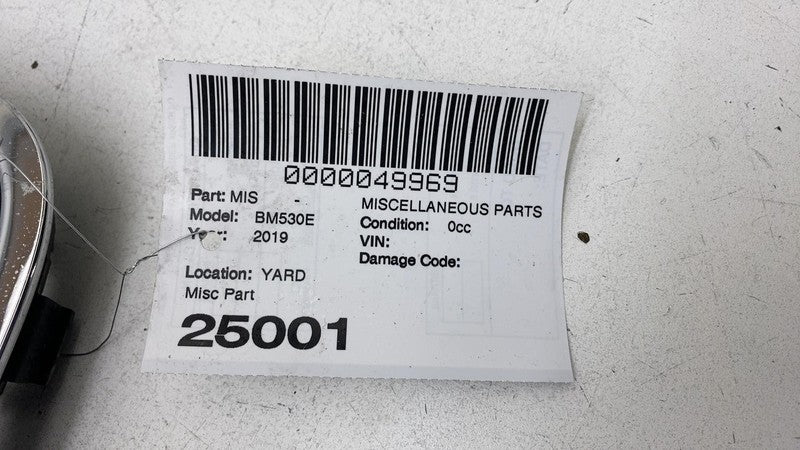 0000049969
Part: MIS - MISCELLANEOUS PARTS
Model: BM530E Condition: 0cc
Year: 2019 VIN:
Damage Code:
Location: YARD
Misc Part
25001